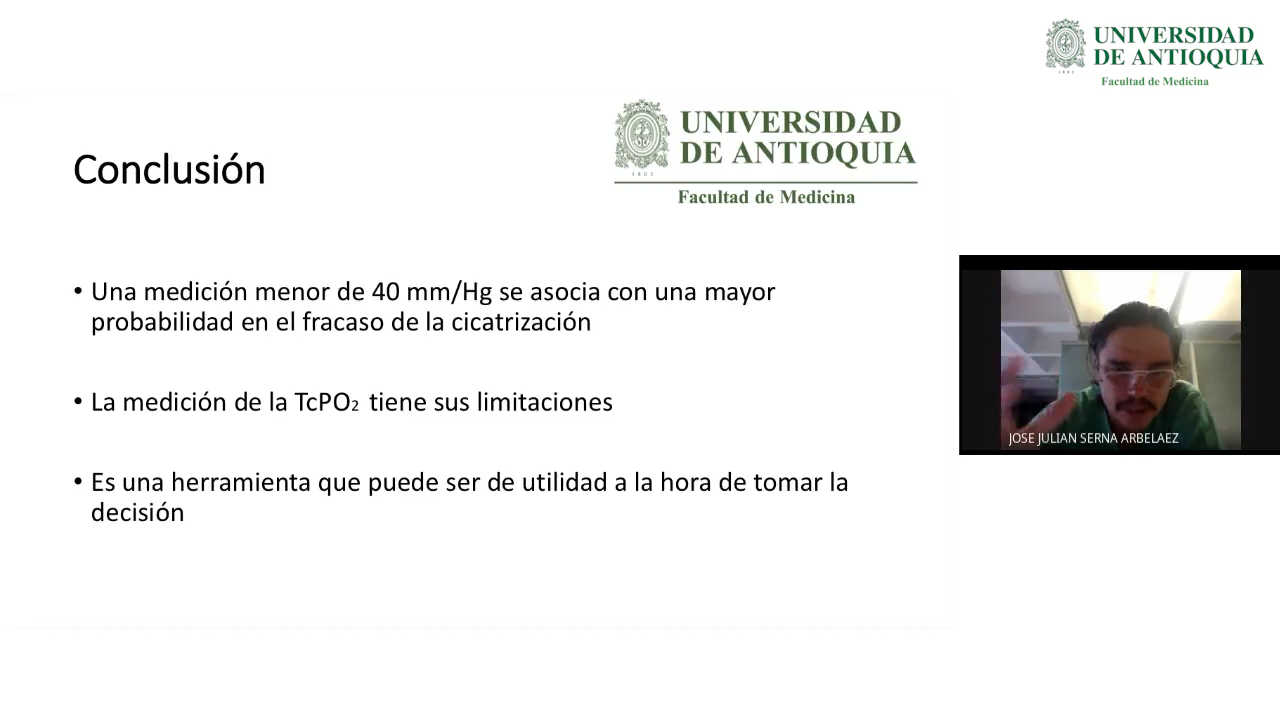 UNIVERSIDAD
DE ANTIOQUIA
1803
Facultad de Medicina
UNIVERSIDAD
DE ANTIOQUIA
1803
Facultad de Medicina
Conclusión
• Una medición menor de 40 mm/Hg se asocia con una mayor
probabilidad en el fracaso de la cicatrización
• La medición de la TcPO₂ tiene sus limitaciones
• Es una herramienta que puede ser de utilidad a la hora de tomar la
decisión
JOSE JULIAN SERNA ARBELAEZ